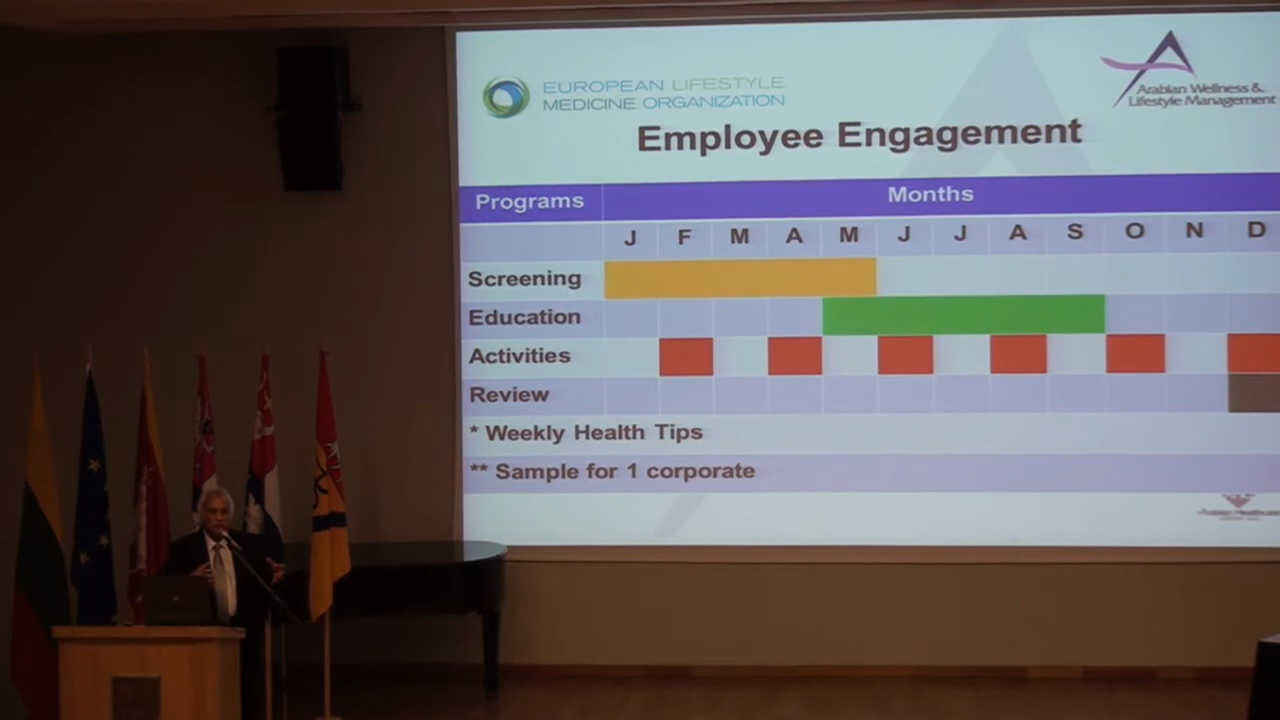 EUROPEAN LIFESTYLE
MEDICINE ORGANIZATION
Arabian Wellness &
Lifestyle Management
Employee Engagement
Programs Months
J F M A M J J A S O N D
Screening
Education
Activities
Review
* Weekly Health Tips
** Sample for 1 corporate